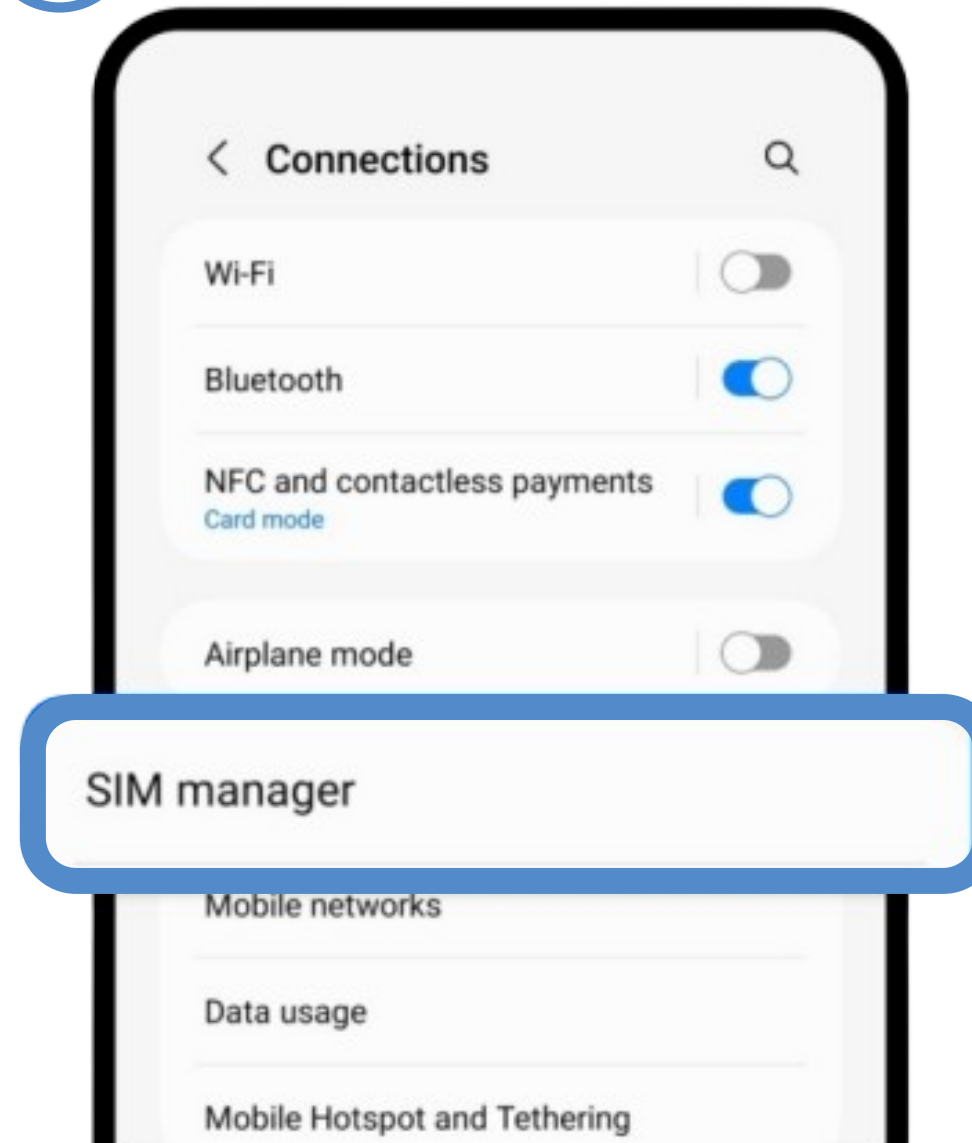 Connections
Wi-Fi
Bluetooth
NFC and contactless payments
Card mode
Airplane mode
SIM manager
Mobile networks
Data usage
Mobile Hotspot and Tethering